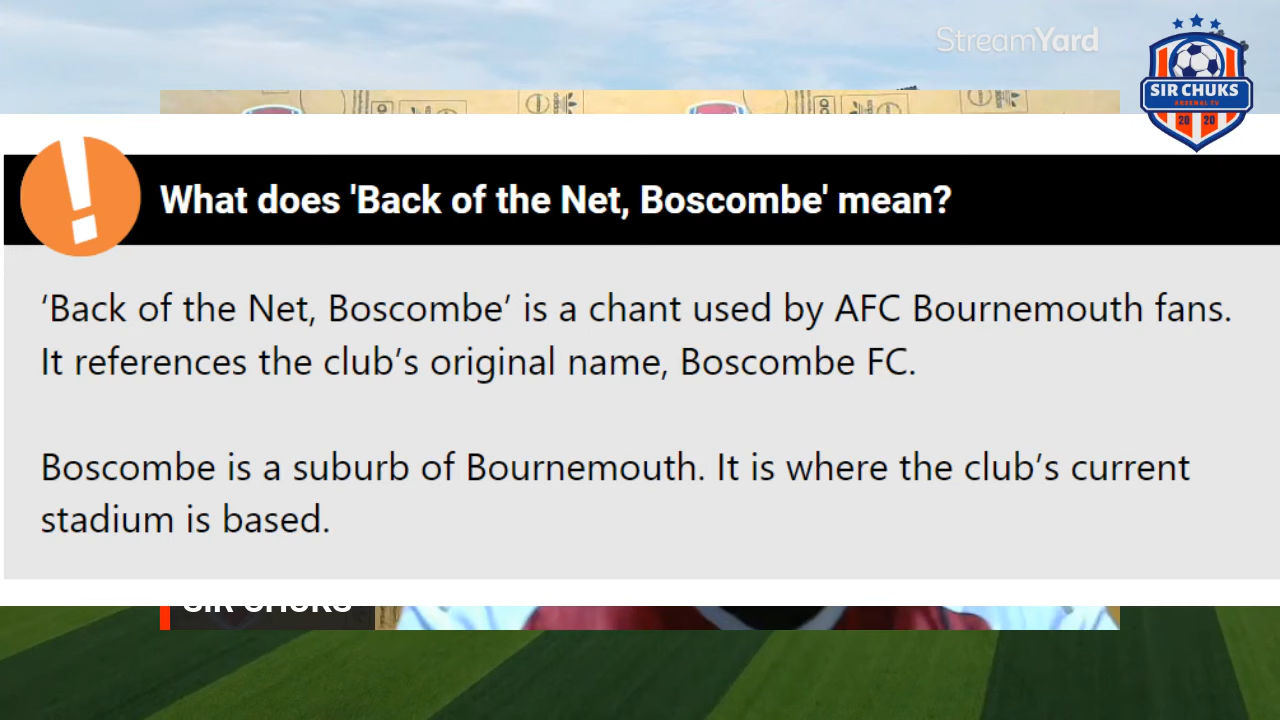 StreamYard
SIR CHUKS
ARSENAL TV
20 20
What does 'Back of the Net, Boscombe' mean?
‘Back of the Net, Boscombe’ is a chant used by AFC Bournemouth fans.
It references the club’s original name, Boscombe FC.
Boscombe is a suburb of Bournemouth. It is where the club’s current
stadium is based.
SIR CHUKS